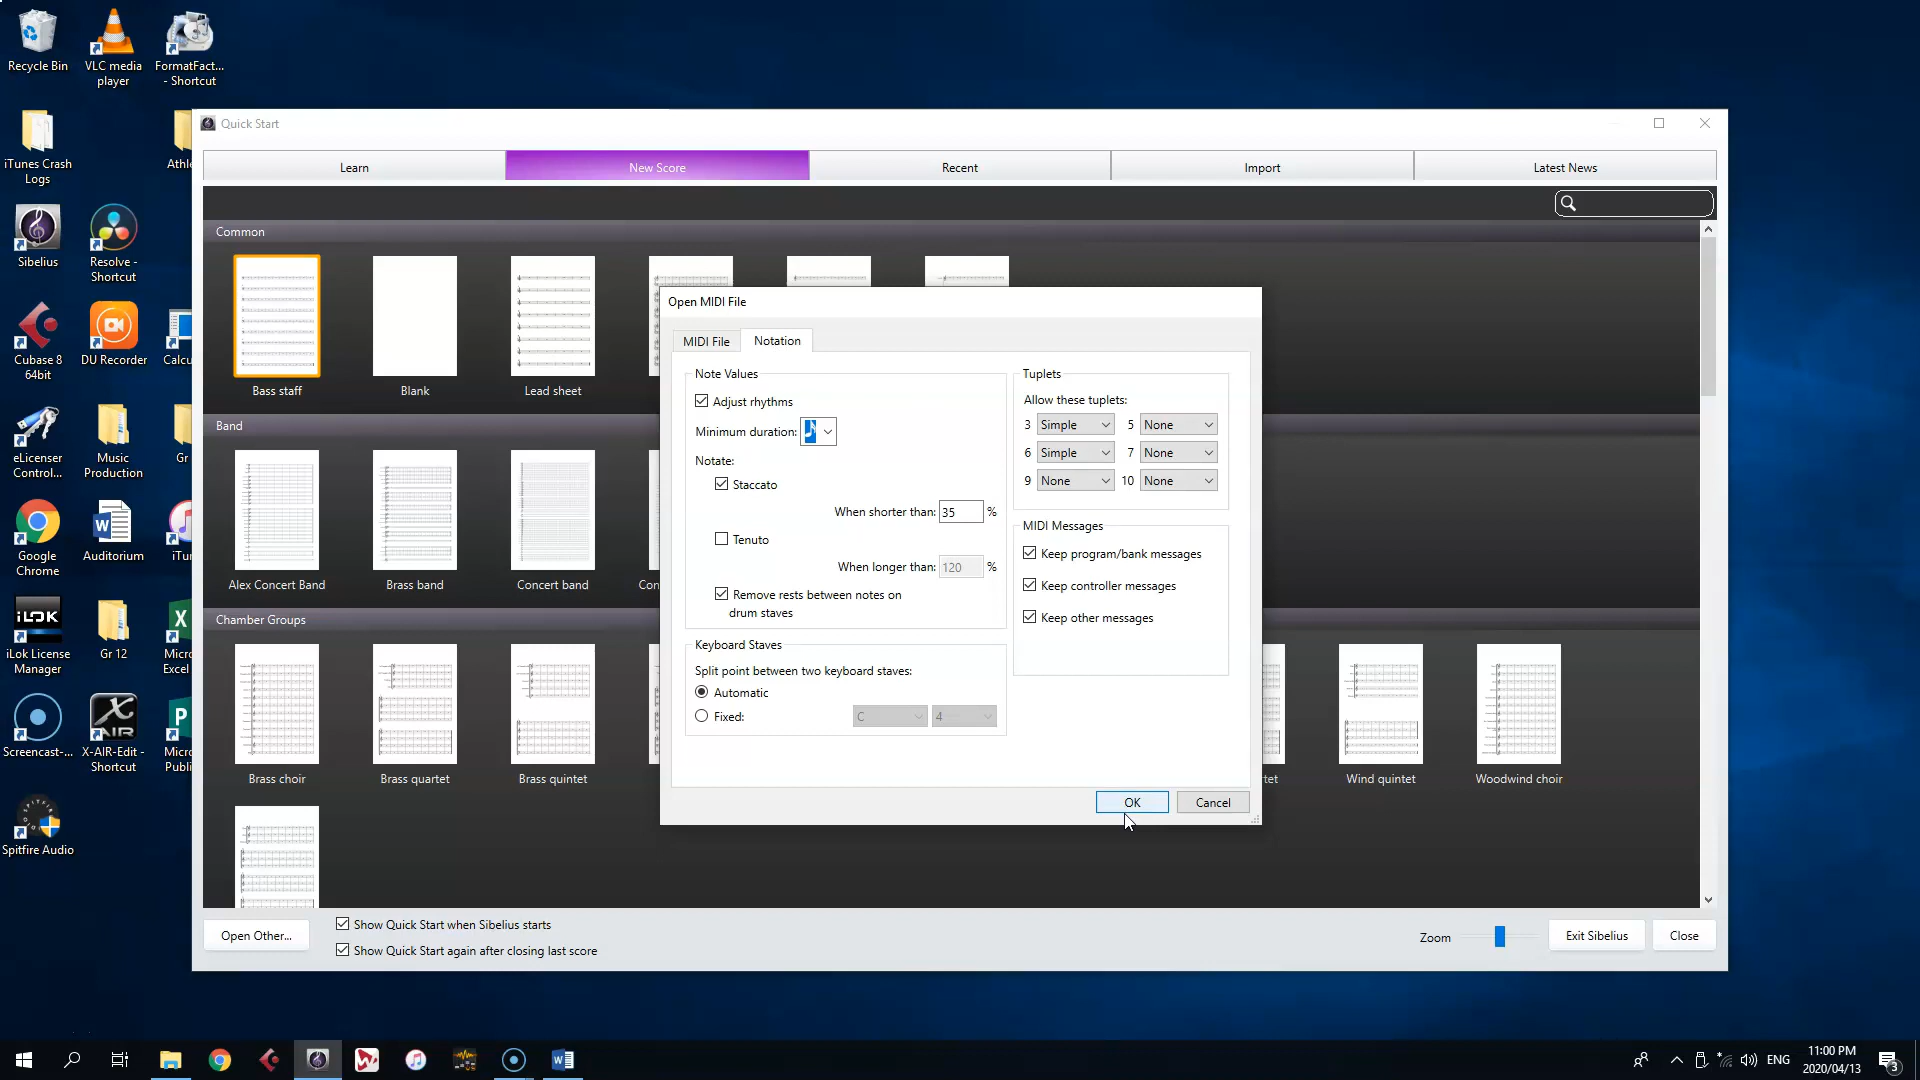 Recycle Bin
VLC media
player
FormatFact...
- Shortcut
iTunes Crash
Logs
Sibelius
Resolve -
Shortcut
Cubase 8
64bit
DU Recorder
eLicenser
Control...
Music
Production
Google
Chrome
Auditorium
iLOK
iLok License
Manager
Gr 12
Screencast-...
X-AIR-Edit -
Shortcut
X AIR
Spitfire Audio
Quick Start
Learn
New Score
Recent
Import
Latest News
Common
Bass staff
Blank
Lead sheet
Band
Alex Concert Band
Brass band
Concert band
Chamber Groups
Brass choir
Brass quartet
Brass quintet
Wind quintet
Woodwind choir
Open MIDI File
MIDI File
Notation
Note Values
Adjust rhythms
Minimum duration:
Notate:
Staccato
When shorter than: 35 %
Tenuto
When longer than: 120 %
Remove rests between notes on
drum staves
Keyboard Staves
Split point between two keyboard staves:
Automatic
Fixed: C 4
Tuplets
Allow these tuplets:
3 Simple 5 None
6 Simple 7 None
9 None 10 None
MIDI Messages
Keep program/bank messages
Keep controller messages
Keep other messages
OK
Cancel
Open Other...
Show Quick Start when Sibelius starts
Show Quick Start again after closing last score
Zoom
Exit Sibelius
Close
ENG
11:00 PM
2020/04/13
3